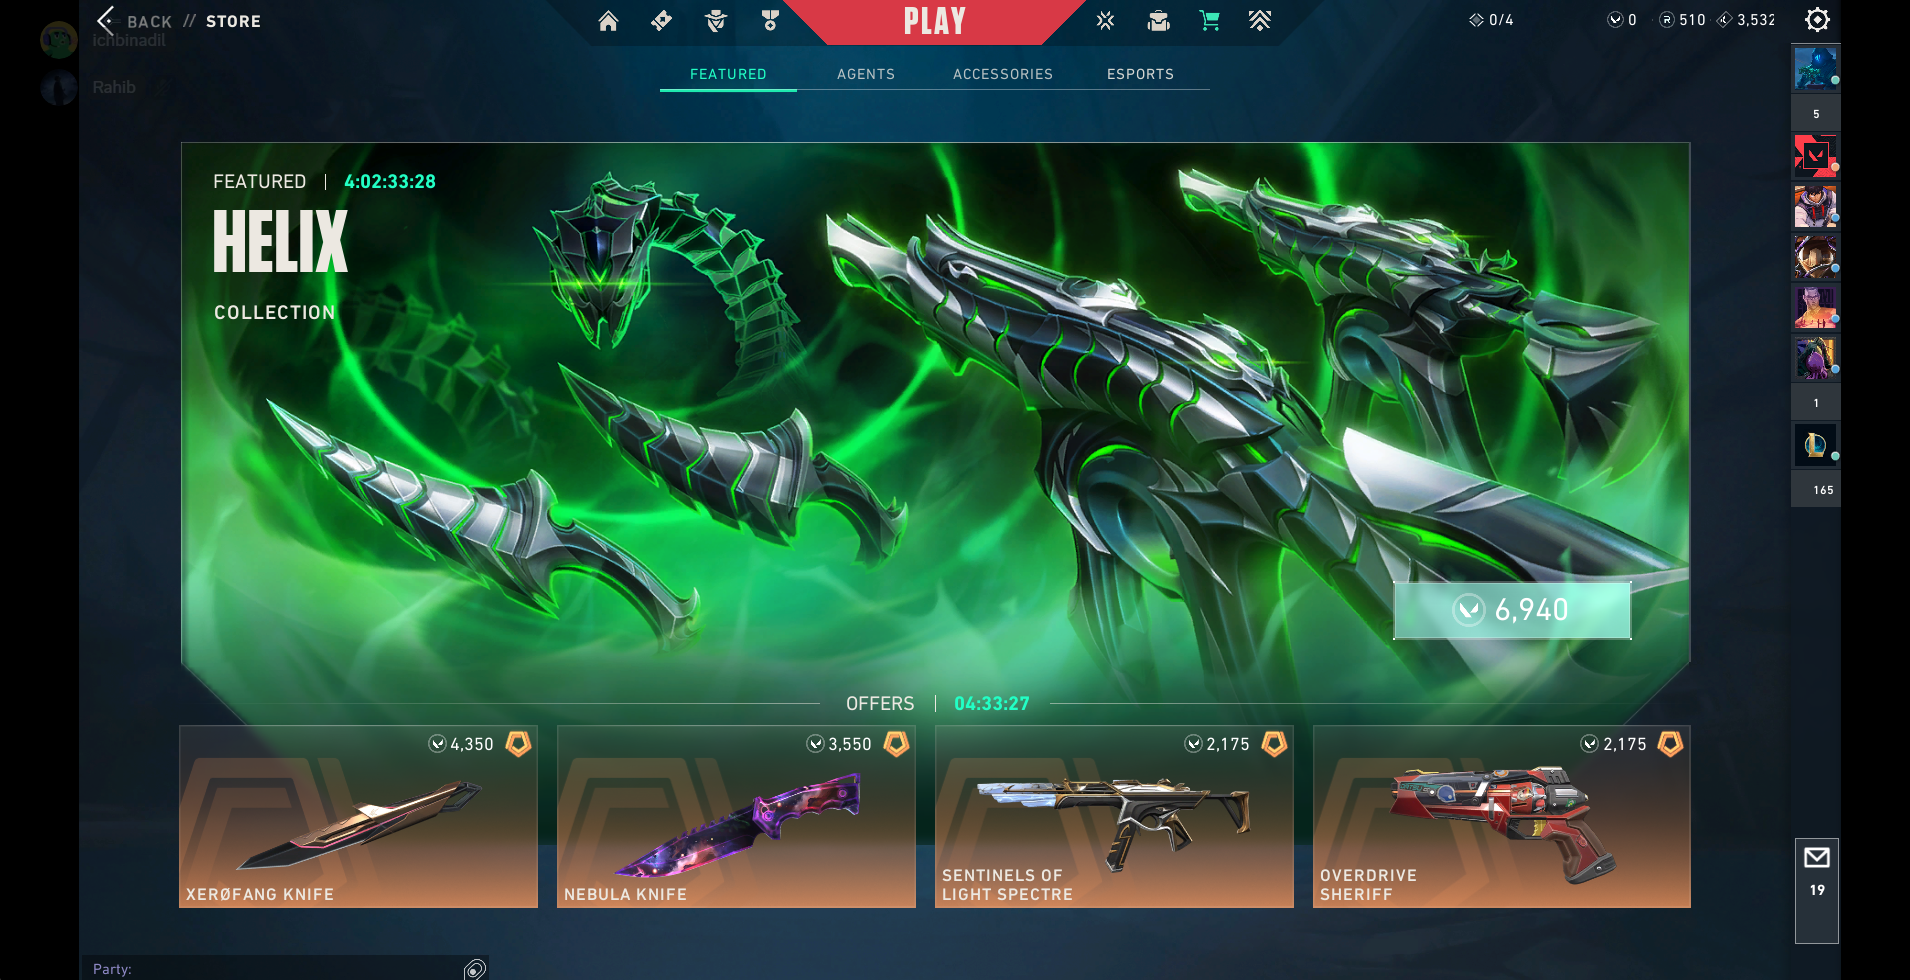 BACK // STORE
ichbinadil
Rahib
PLAY
0/4
0
510
3,532
FEATURED
AGENTS
ACCESSORIES
ESPORTS
5
1
165
19
FEATURED | 4:02:33:28
HELIX
COLLECTION
6,940
OFFERS | 04:33:27
4,350
XERØFANG KNIFE
3,550
NEBULA KNIFE
2,175
SENTINELS OF
LIGHT SPECTRE
2,175
OVERDRIVE
SHERIFF
Party: